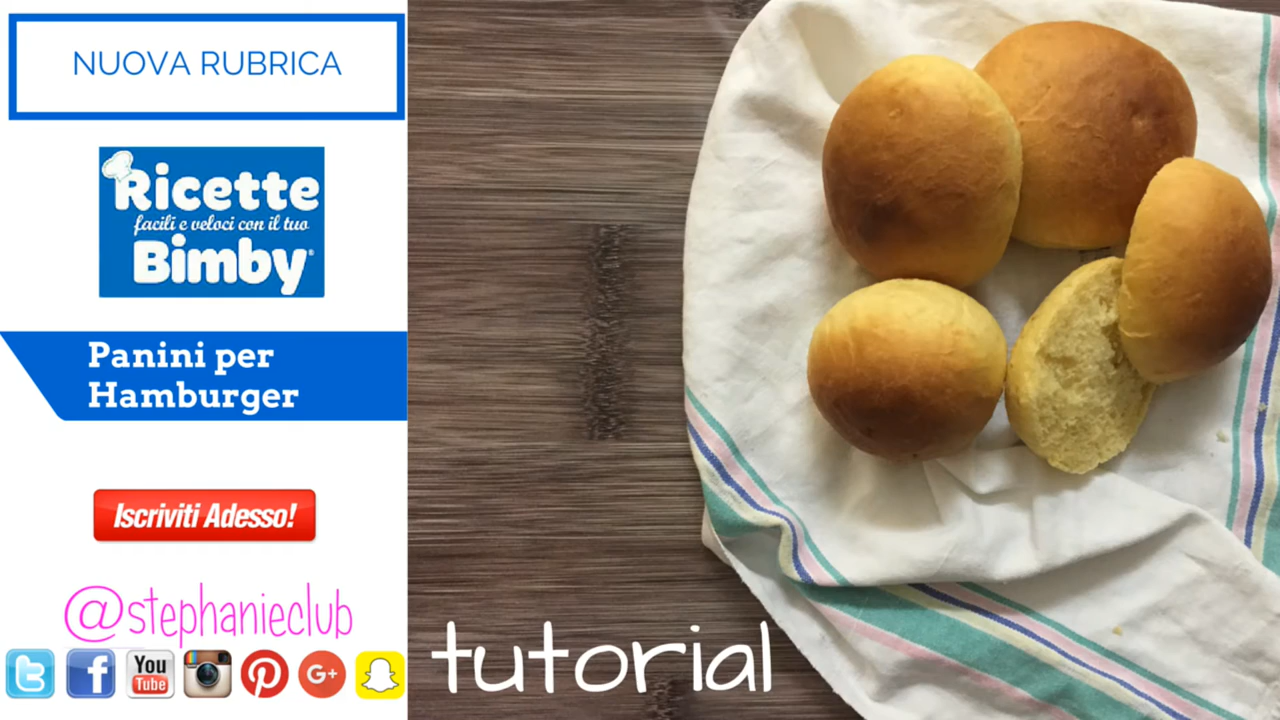 NUOVA RUBRICA
Ricette
facili e veloci con il tuo
Bimby®
Panini per
Hamburger
Iscriviti Adesso!
@stephanieclub
You
Tube
G+
tutorial